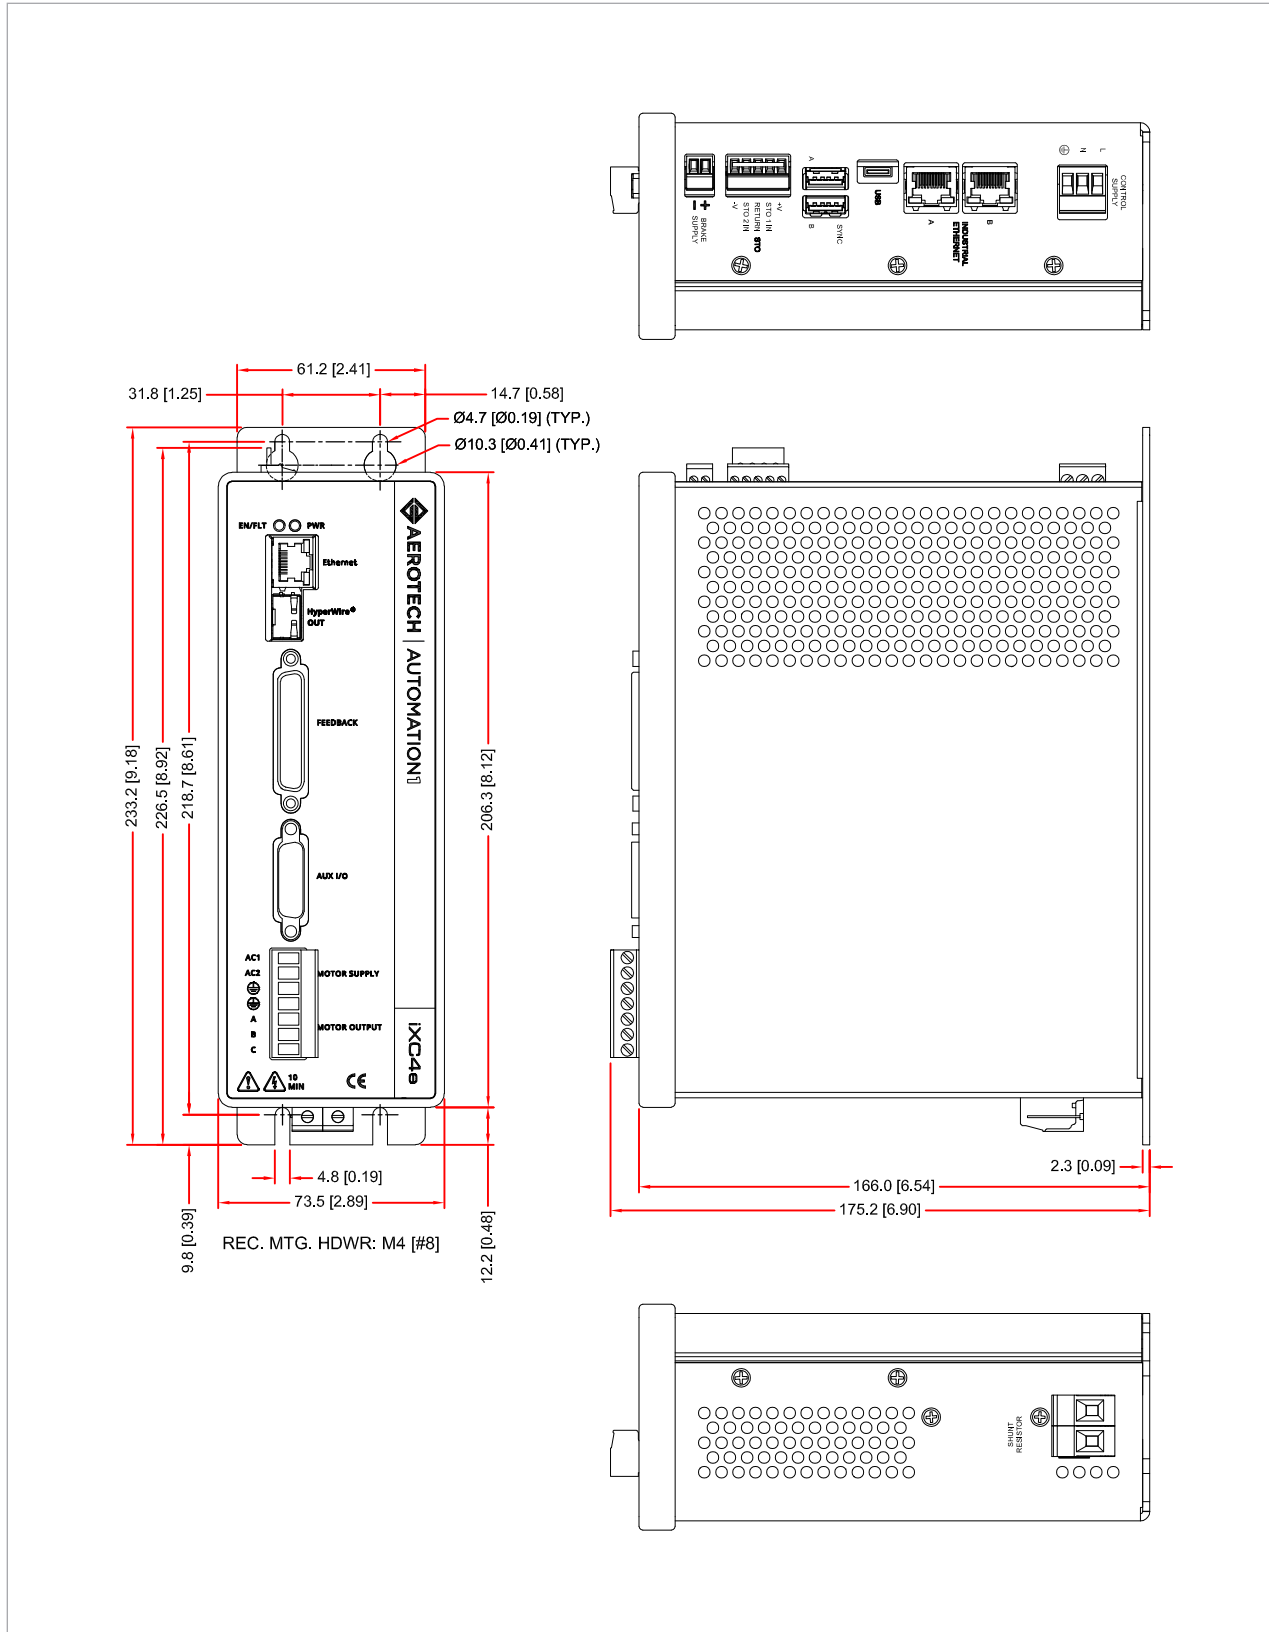 L
N
CONTROL
SUPPLY
B
A
INDUSTRIAL
ETHERNET
USB
A
B
SYNC
+V
STO 1 IN
RETURN
STO 2 IN
-V
STO
+
-
BRAKE
SUPPLY
61.2 [2.41]
31.8 [1.25]
14.7 [0.58]
Ø4.7 [Ø0.19] (TYP.)
Ø10.3 [Ø0.41] (TYP.)
EN/FLT
PWR
Ethernet
HyperWire®
OUT
FEEDBACK
AUX I/O
AC1
AC2
MOTOR SUPPLY
A
B
C
MOTOR OUTPUT
10
MIN
CE
AEROTECH | AUTOMATION1
iXC4e
233.2 [9.18]
226.5 [8.92]
218.7 [8.61]
206.3 [8.12]
4.8 [0.19]
73.5 [2.89]
9.8 [0.39]
12.2 [0.48]
REC. MTG. HDWR: M4 [#8]
2.3 [0.09]
166.0 [6.54]
175.2 [6.90]
SHUNT
RESISTOR